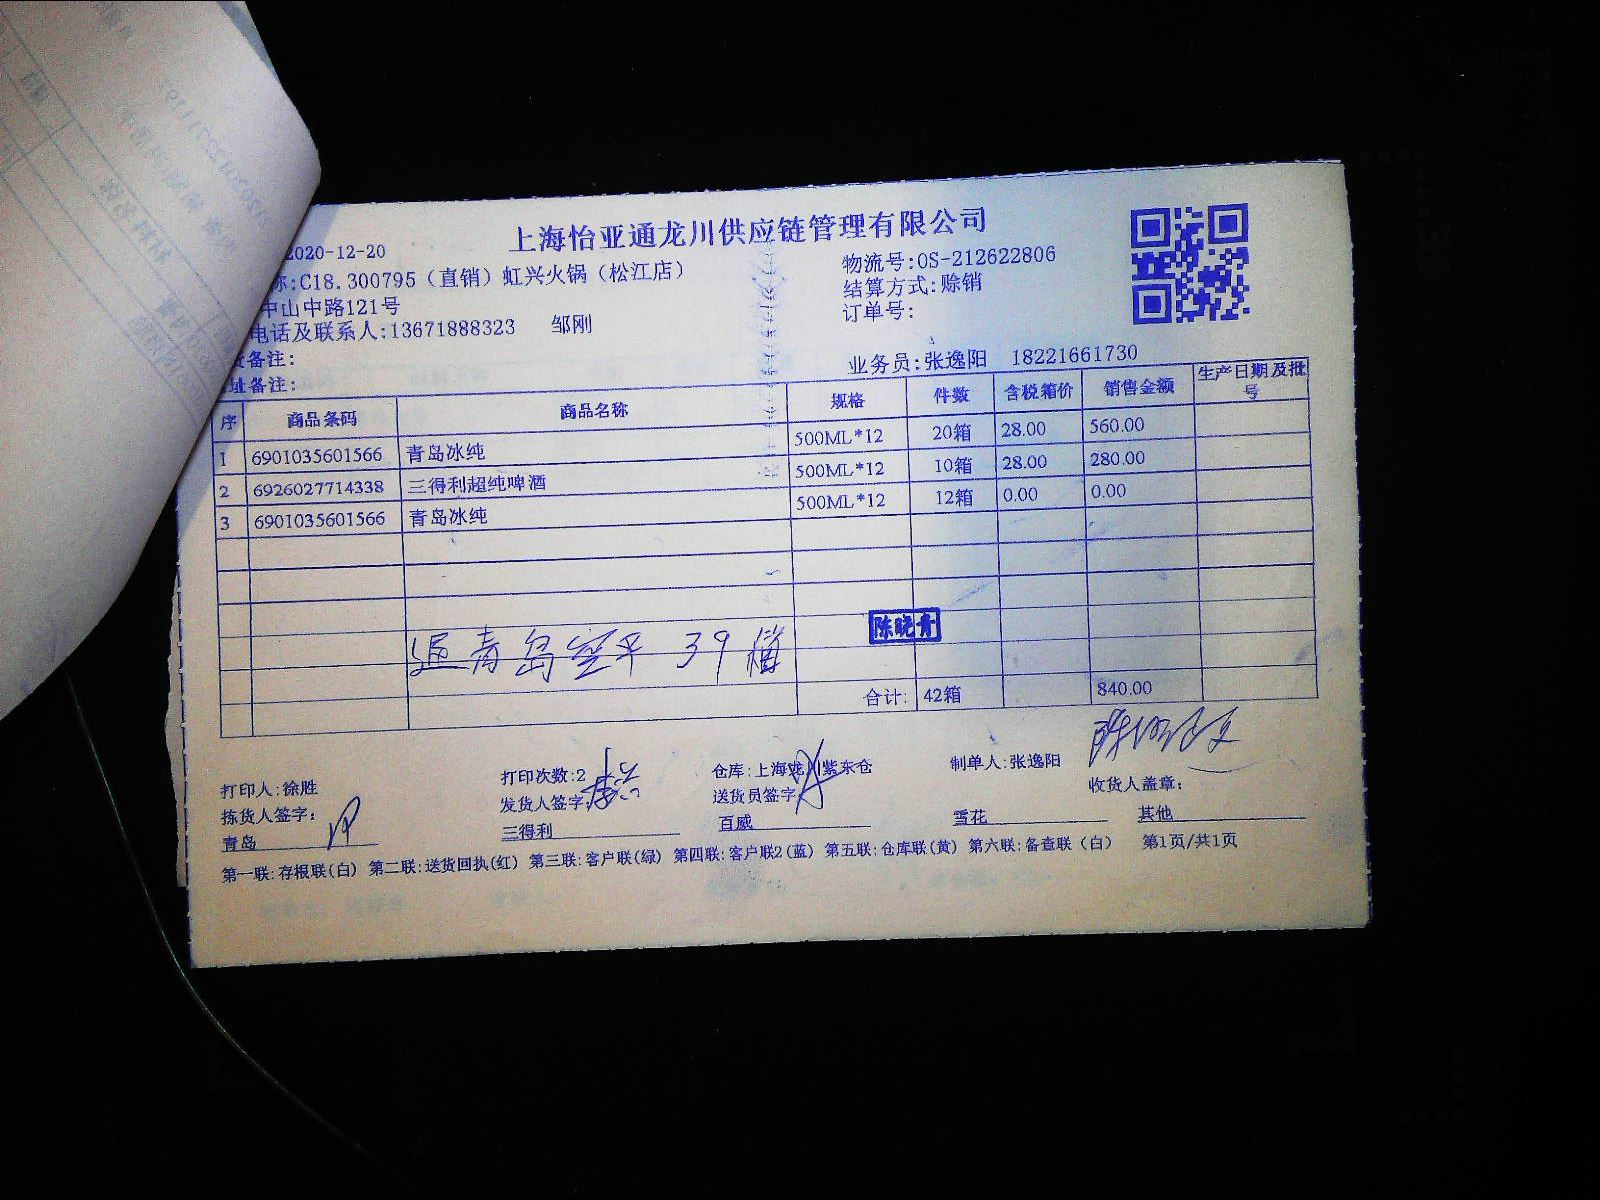 上海怡亚通龙川供应链管理有限公司
2020-12-20
物流号:OS-212622806
称:C18.300795（直销）虹兴火锅（松江店）
结算方式:赊销
中山中路121号
订单号:
电话及联系人:13671888323 邹刚
货备注:
业务员:张逸阳 18221661730
址备注:
序 商品条码 商品名称 规格 件数 含税箱价 销售金额 生产日期及批号
1 6901035601566 青岛冰纯 500ML*12 20箱 28.00 560.00
2 6926027714338 三得利超纯啤酒 500ML*12 10箱 28.00 280.00
3 6901035601566 青岛冰纯 500ML*12 12箱 0.00 0.00
陈晓青
退青岛空平 39箱
合计: 42箱 840.00
打印人:徐胜 打印次数:2 仓库:上海龙川紫东仓 制单人:张逸阳 收货人盖章:
拣货人签字: 发货人签字: 送货员签字:
青岛 三得利 百威 雪花 其他
第一联:存根联(白) 第二联:送货回执(红) 第三联:客户联(绿) 第四联:客户联2(蓝) 第五联:仓库联(黄) 第六联:备查联（白） 第1页/共1页